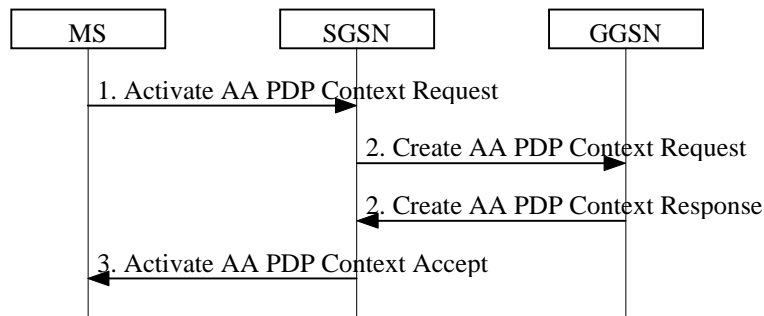 MS SGSN GGSN
1. Activate AA PDP Context Request
2. Create AA PDP Context Request
2. Create AA PDP Context Response
3. Activate AA PDP Context Accept